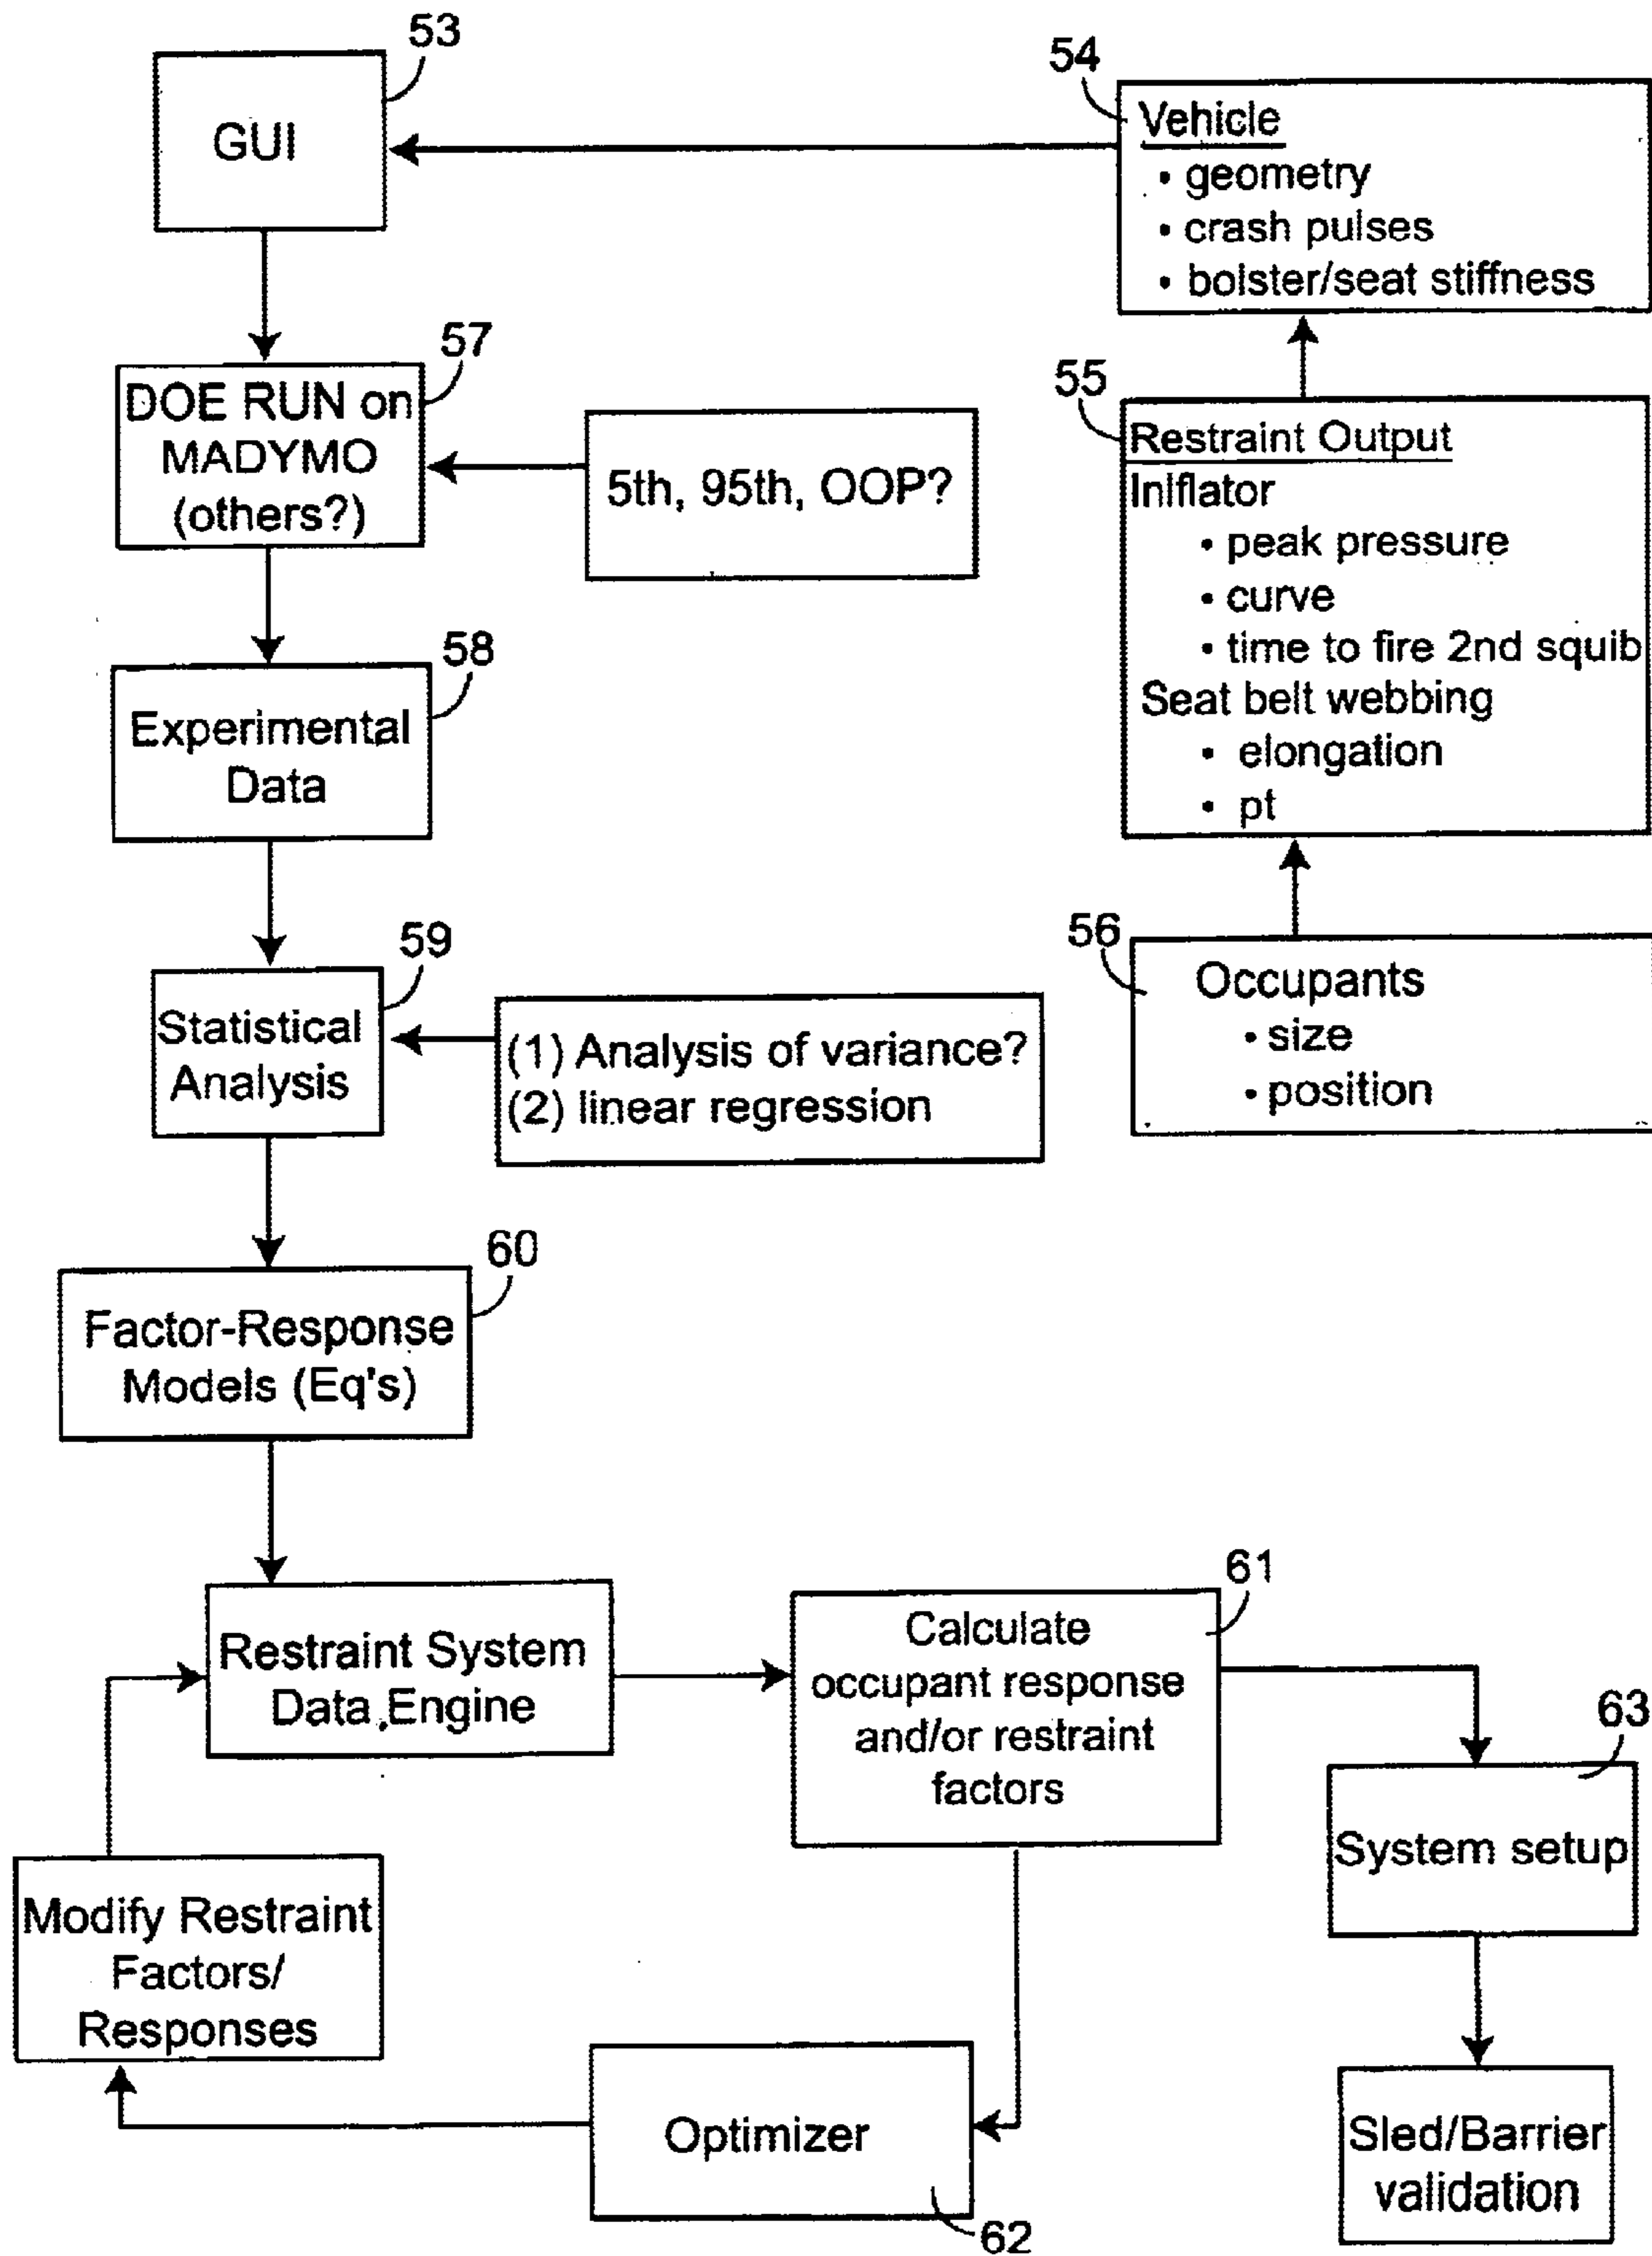 53
GUI
54
Vehicle
• geometry
• crash pulses
• bolster/seat stiffness
57
DOE RUN on
MADYMO
(others?)
5th, 95th, OOP?
55
Restraint Output
Iniflator
• peak pressure
• curve
• time to fire 2nd squib
Seat belt webbing
• elongation
• pt
58
Experimental
Data
56
Occupants
• size
• position
59
Statistical
Analysis
(1) Analysis of variance?
(2) linear regression
60
Factor-Response
Models (Eq's)
Restraint System
Data Engine
61
Calculate
occupant response
and/or restraint
factors
63
System setup
Modify Restraint
Factors/
Responses
Optimizer
62
Sled/Barrier
validation